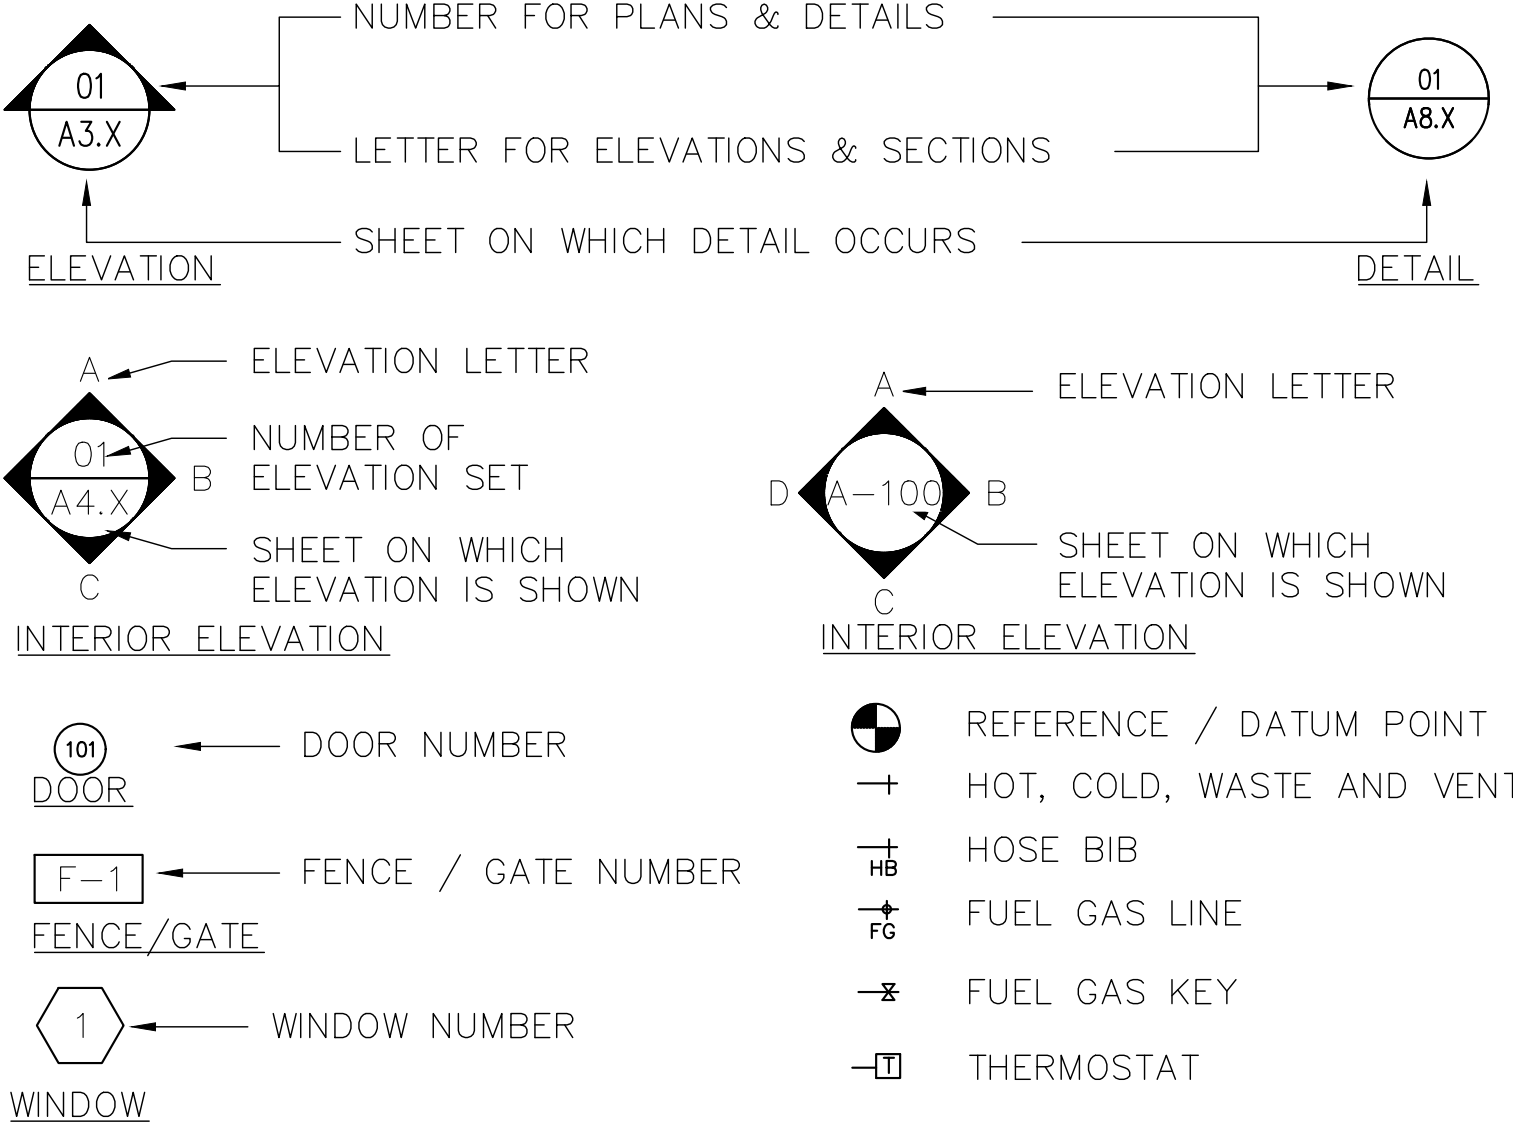 NUMBER FOR PLANS & DETAILS
01
A3.X
01
A8.X
LETTER FOR ELEVATIONS & SECTIONS
SHEET ON WHICH DETAIL OCCURS
ELEVATION
DETAIL
A
ELEVATION LETTER
01
NUMBER OF
ELEVATION SET
B
A4.X
SHEET ON WHICH
ELEVATION IS SHOWN
C
INTERIOR ELEVATION
A
ELEVATION LETTER
D
A-100
B
SHEET ON WHICH
ELEVATION IS SHOWN
C
INTERIOR ELEVATION
101
DOOR NUMBER
DOOR
F-1
FENCE / GATE NUMBER
FENCE/GATE
1
WINDOW NUMBER
WINDOW
REFERENCE / DATUM POINT
HOT, COLD, WASTE AND VENT
HOSE BIB
HB
FUEL GAS LINE
FG
FUEL GAS KEY
T
THERMOSTAT